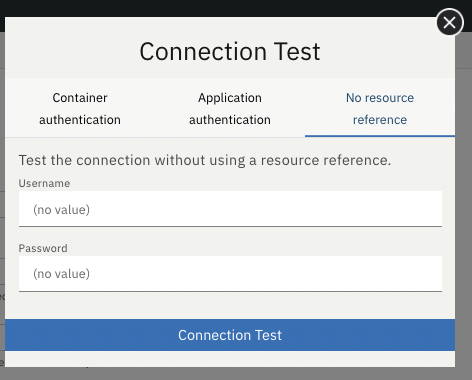 Connection Test
Container
authentication
Application
authentication
No resource
reference
Test the connection without using a resource reference.
Username
(no value)
Password
(no value)
Connection Test